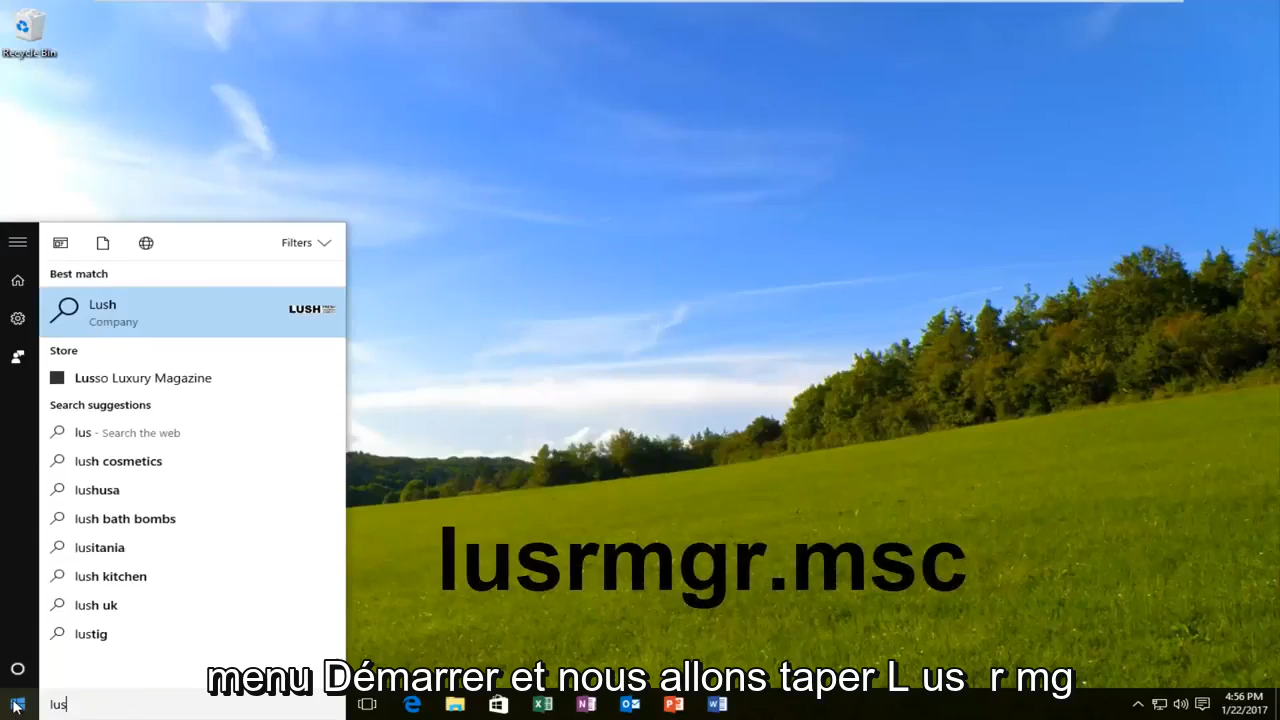 Recycle Bin
Filters
Best match
Lush
Company
LUSH
Store
Lusso Luxury Magazine
Search suggestions
lus - Search the web
lush cosmetics
lushusa
lush bath bombs
lusitania
lush kitchen
lush uk
lustig
lusrmgr.msc
menu Démarrer et nous allons taper L us r mg
lus
4:56 PM
1/22/2017